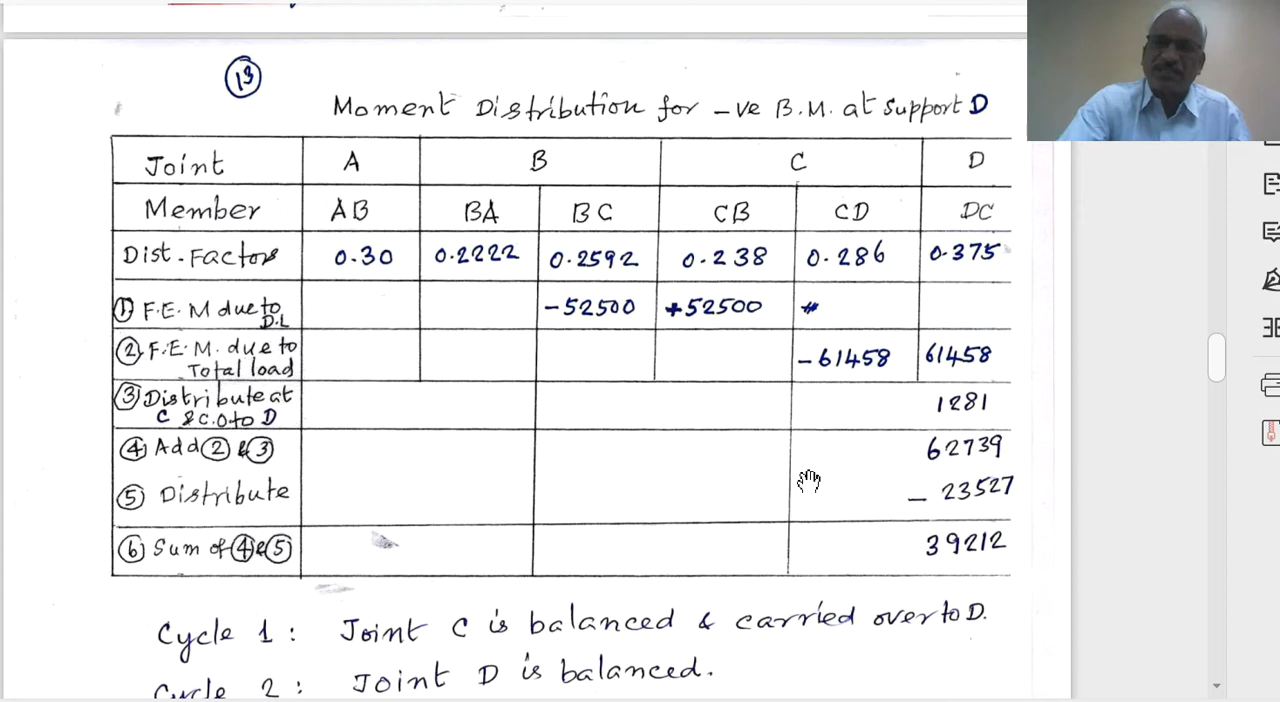 13
Moment Distribution for -ve B.M. at Support D
Joint A B C D
Member AB BA BC CB CD DC
Dist. Factors 0.30 0.2222 0.2592 0.238 0.286 0.375
① F.E.M due to D.L -52500 +52500
② F.E.M. due to Total load -61458 61458
③ Distribute at C & C.O to D 1281
④ Add ② & ③ 62739
⑤ Distribute - 23527
⑥ Sum of ④ & ⑤ 39212
Cycle 1: Joint C is balanced & carried over to D.
Cycle 2: Joint D is balanced.